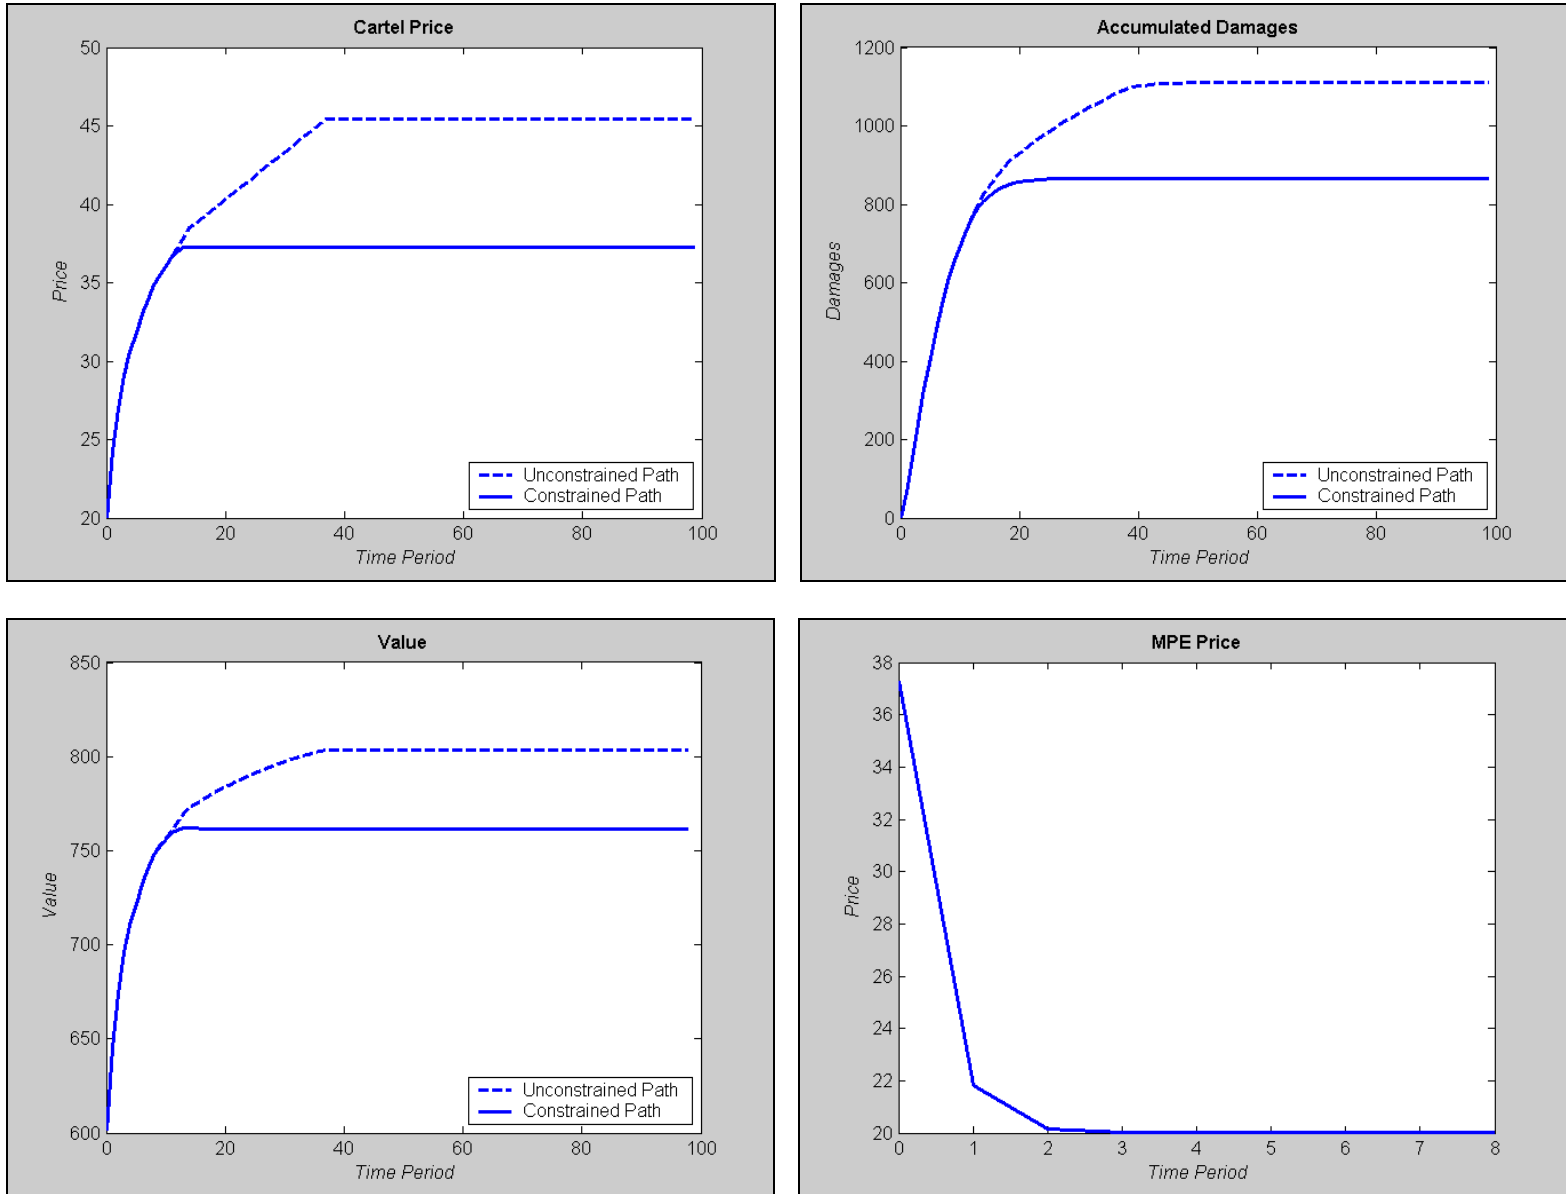 Cartel Price
50
45
40
35
30
25
20
Price
0 20 40 60 80 100
Time Period
Unconstrained Path
Constrained Path
Accumulated Damages
1200
1000
800
600
400
200
0
Damages
0 20 40 60 80 100
Time Period
Unconstrained Path
Constrained Path
Value
850
800
750
700
650
600
Value
0 20 40 60 80 100
Time Period
Unconstrained Path
Constrained Path
MPE Price
38
36
34
32
30
28
26
24
22
20
Price
0 1 2 3 4 5 6 7 8
Time Period